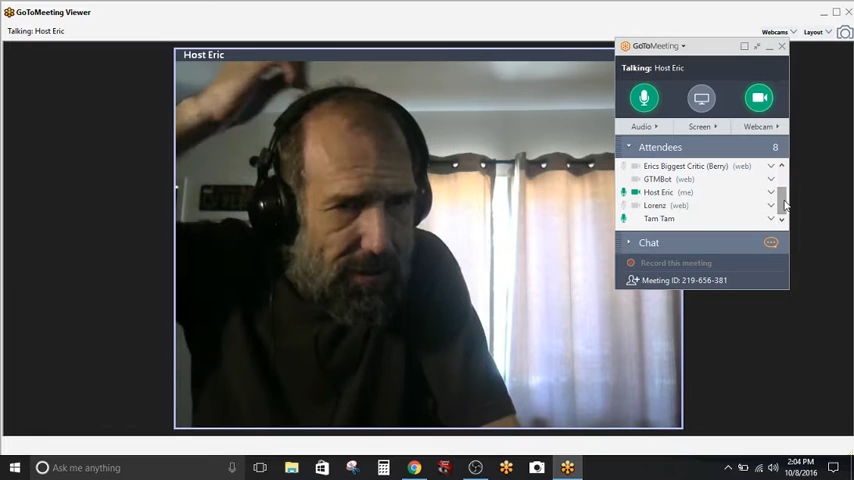 GoToMeeting Viewer
Talking: Host Eric
Webcams
Layout
Host Eric
GoToMeeting
Talking: Host Eric
Audio
Screen
Webcam
Attendees 8
Erics Biggest Critic (Berry) (web)
GTMBot (web)
Host Eric (me)
Lorenz (web)
Tam Tam
Chat
Record this meeting
Meeting ID: 219-656-381
Ask me anything
2:04 PM
10/8/2016